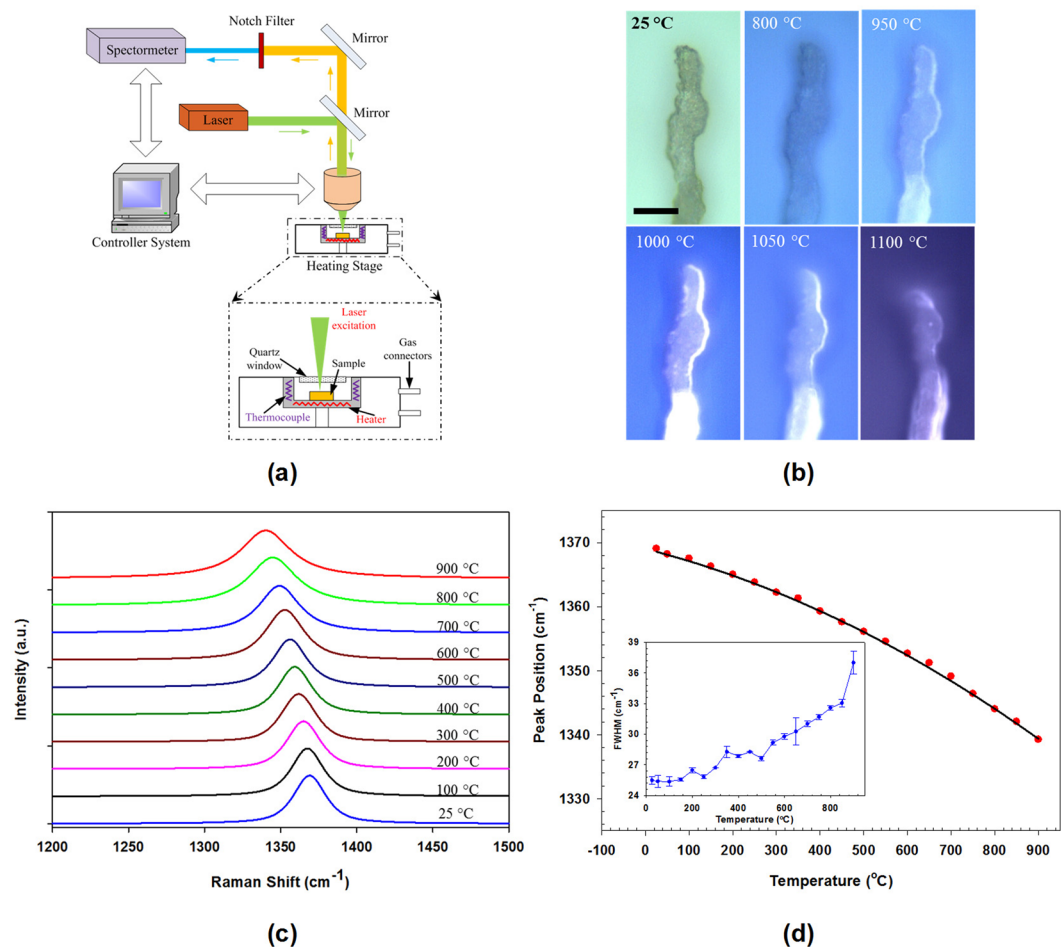 Notch Filter
Mirror
Spectormeter
Mirror
Laser
Controller System
Heating Stage
Laser
excitation
Quartz
window
Sample
Gas
connectors
Thermocouple
Heater
(a)
25 °C
800 °C
950 °C
1000 °C
1050 °C
1100 °C
(b)
Intensity (a.u.)
900 °C
800 °C
700 °C
600 °C
500 °C
400 °C
300 °C
200 °C
100 °C
25 °C
1200 1250 1300 1350 1400 1450 1500
Raman Shift (cm⁻¹)
(c)
Peak Position (cm⁻¹)
1370
1360
1350
1340
1330
FWHM (cm⁻¹)
39
36
33
30
27
24
0 200 400 600 800
Temperature (°C)
-100 0 100 200 300 400 500 600 700 800 900
Temperature (°C)
(d)